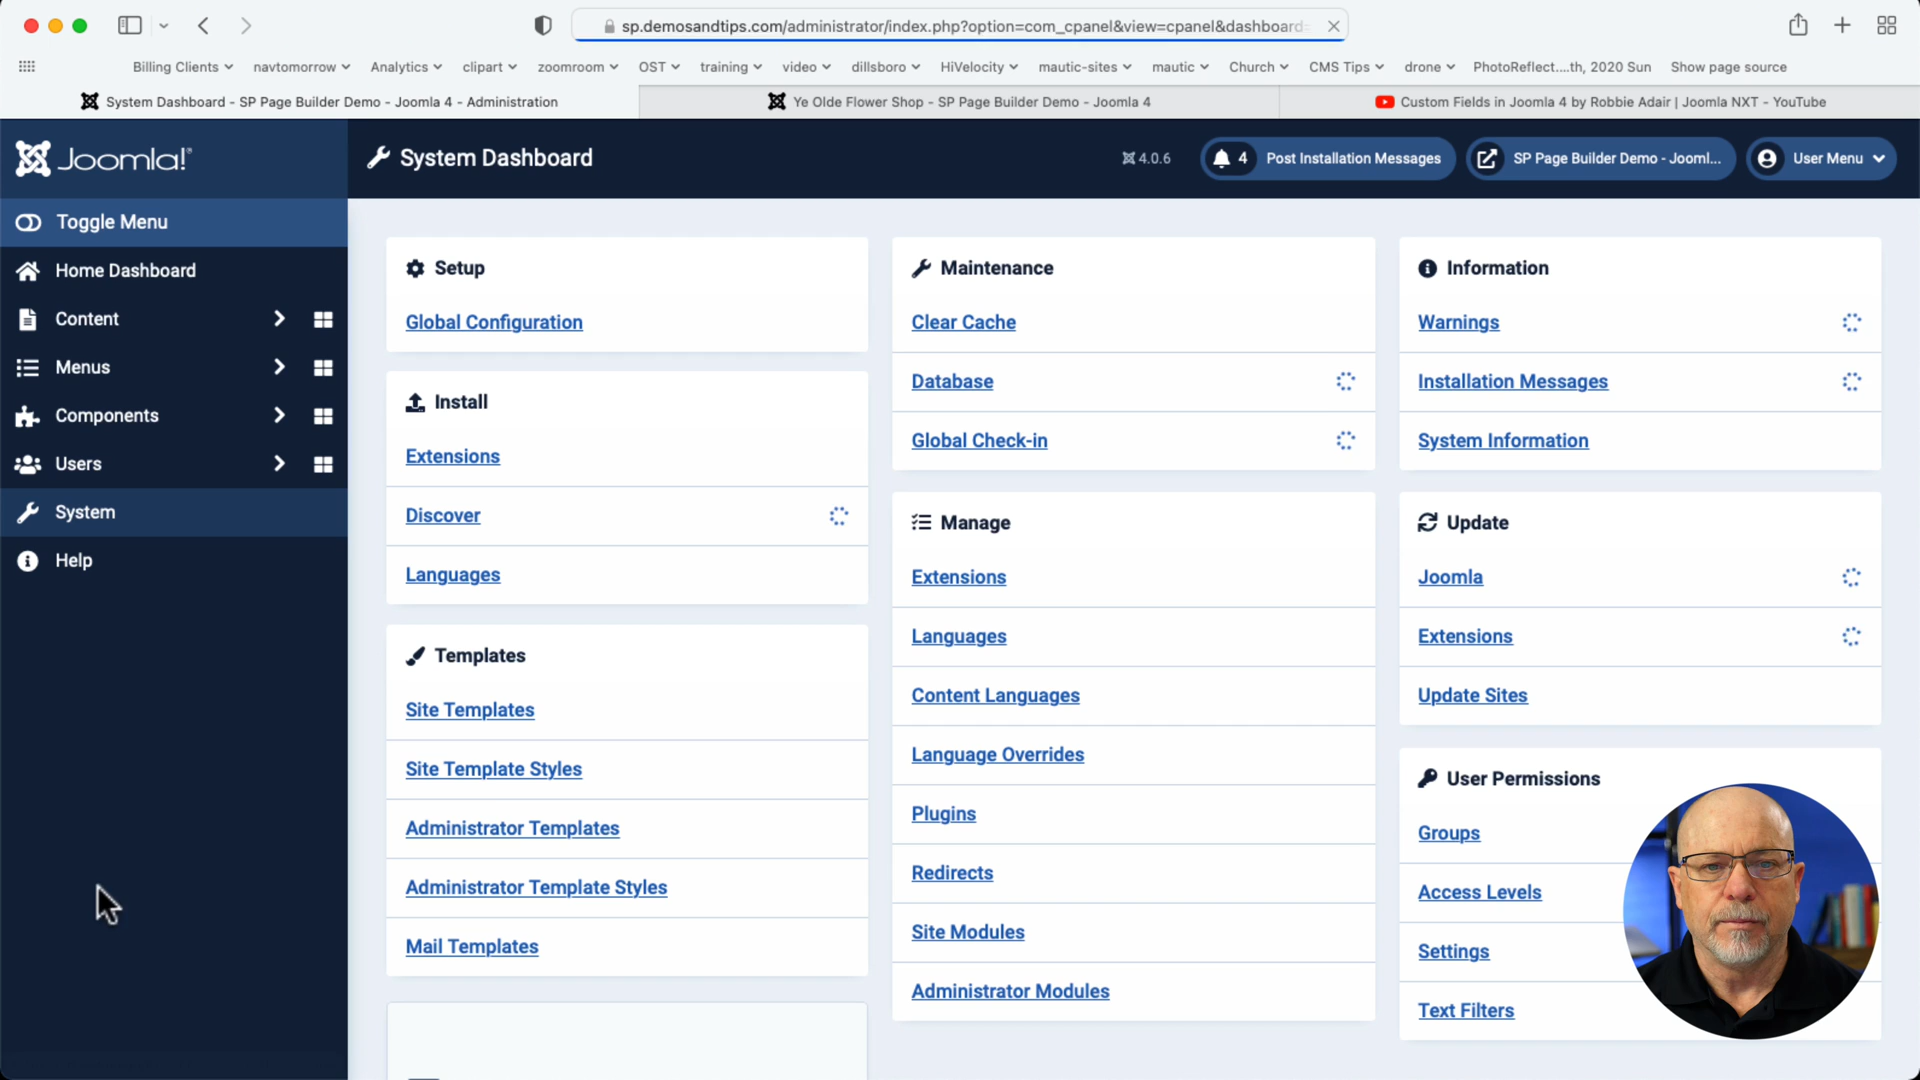 sp.demosandtips.com/administrator/index.php?option=com_cpanel&view=cpanel&dashboard=
Billing Clients navtomorrow Analytics clipart zoomroom OST training video dillsboro HiVelocity mautic-sites mautic Church CMS Tips drone PhotoReflect....th, 2020 Sun Show page source
System Dashboard - SP Page Builder Demo - Joomla 4 - Administration
Ye Olde Flower Shop - SP Page Builder Demo - Joomla 4
Custom Fields in Joomla 4 by Robbie Adair | Joomla NXT - YouTube
Joomla!®
System Dashboard
4.0.6
4 Post Installation Messages
SP Page Builder Demo - Jooml...
User Menu
Toggle Menu
Home Dashboard
Content
Menus
Components
Users
System
Help
Setup
Global Configuration
Install
Extensions
Discover
Languages
Templates
Site Templates
Site Template Styles
Administrator Templates
Administrator Template Styles
Mail Templates
Maintenance
Clear Cache
Database
Global Check-in
Manage
Extensions
Languages
Content Languages
Language Overrides
Plugins
Redirects
Site Modules
Administrator Modules
Information
Warnings
Installation Messages
System Information
Update
Joomla
Extensions
Update Sites
User Permissions
Groups
Access Levels
Settings
Text Filters